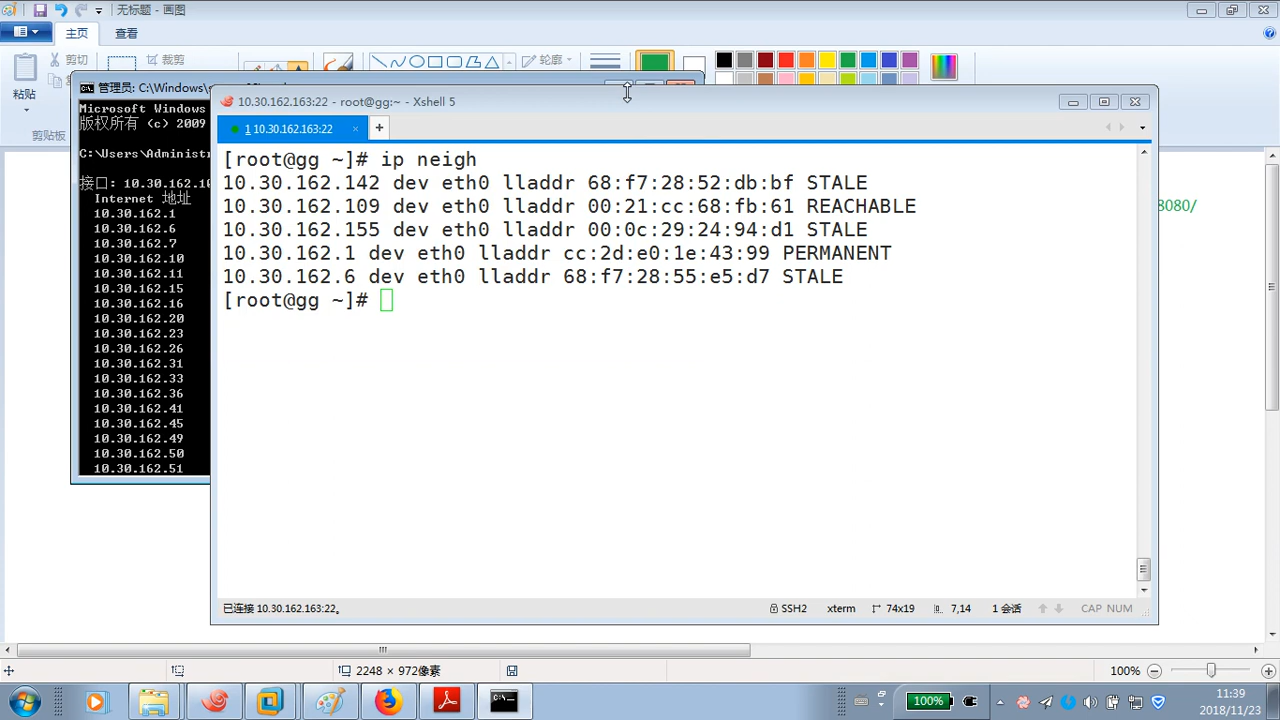 无标题 - 画图
主页
查看
剪切
粘贴
剪贴板
轮廓
管理员: C:\Windows\
Microsoft Windows
版权所有 (c) 2009
C:\Users\Administr
接口: 10.30.162.10
Internet 地址
10.30.162.1
10.30.162.6
10.30.162.7
10.30.162.10
10.30.162.11
10.30.162.15
10.30.162.16
10.30.162.20
10.30.162.23
10.30.162.26
10.30.162.31
10.30.162.33
10.30.162.36
10.30.162.41
10.30.162.45
10.30.162.49
10.30.162.50
10.30.162.51
10.30.162.163:22 - root@gg:~ - Xshell 5
1 10.30.162.163:22
[root@gg ~]# ip neigh
10.30.162.142 dev eth0 lladdr 68:f7:28:52:db:bf STALE
10.30.162.109 dev eth0 lladdr 00:21:cc:68:fb:61 REACHABLE
10.30.162.155 dev eth0 lladdr 00:0c:29:24:94:d1 STALE
10.30.162.1 dev eth0 lladdr cc:2d:e0:1e:43:99 PERMANENT
10.30.162.6 dev eth0 lladdr 68:f7:28:55:e5:d7 STALE
[root@gg ~]#
8080/
已连接 10.30.162.163:22。
SSH2
xterm
74x19
7,14
1 会话
CAP NUM
2248 × 972像素
100%
100%
11:39
2018/11/23